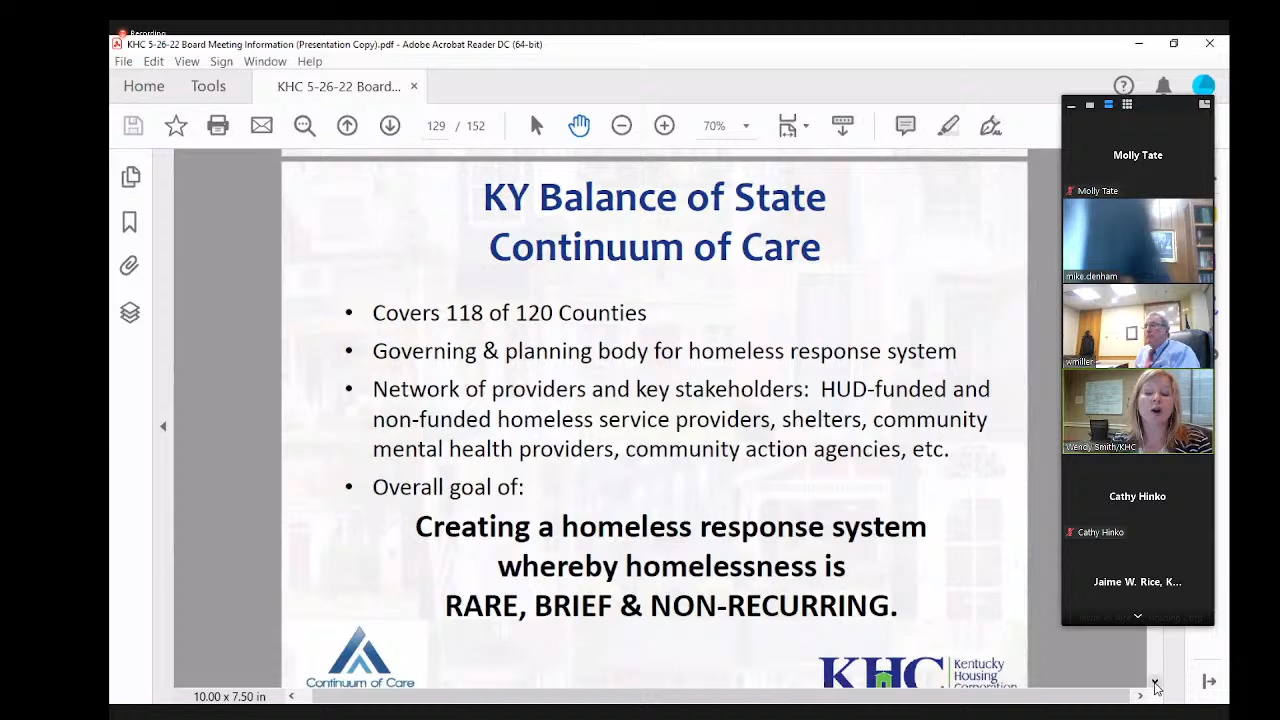 Recording
KHC 5-26-22 Board Meeting Information (Presentation Copy).pdf - Adobe Acrobat Reader DC (64-bit)
File Edit View Sign Window Help
Home Tools KHC 5-26-22 Board... ×
129 / 152 70%
KY Balance of State
Continuum of Care
• Covers 118 of 120 Counties
• Governing & planning body for homeless response system
• Network of providers and key stakeholders: HUD-funded and
non-funded homeless service providers, shelters, community
mental health providers, community action agencies, etc.
• Overall goal of:
Creating a homeless response system
whereby homelessness is
RARE, BRIEF & NON-RECURRING.
Continuum of Care
KHC Kentucky
Housing
Corporation
10.00 x 7.50 in
Molly Tate
Molly Tate
mike.denham
wmiller
Wendy Smith/KHC
Cathy Hinko
Cathy Hinko
Jaime W. Rice, K...